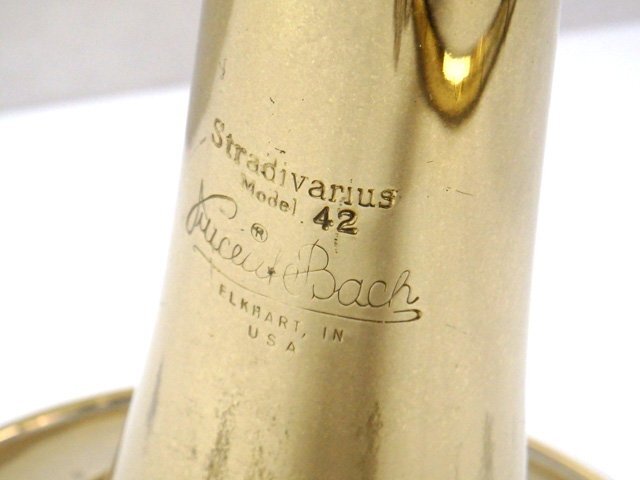 Stradivarius
Model 42
®
Vincent Bach
ELKHART, IN
USA